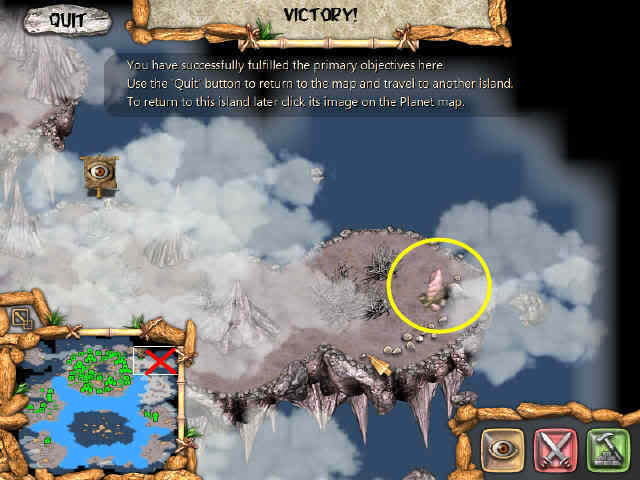 QUIT
VICTORY!
You have successfully fulfilled the primary objectives here.
Use the 'Quit' button to return to the map and travel to another island.
To return to this island later click its image on the Planet map.